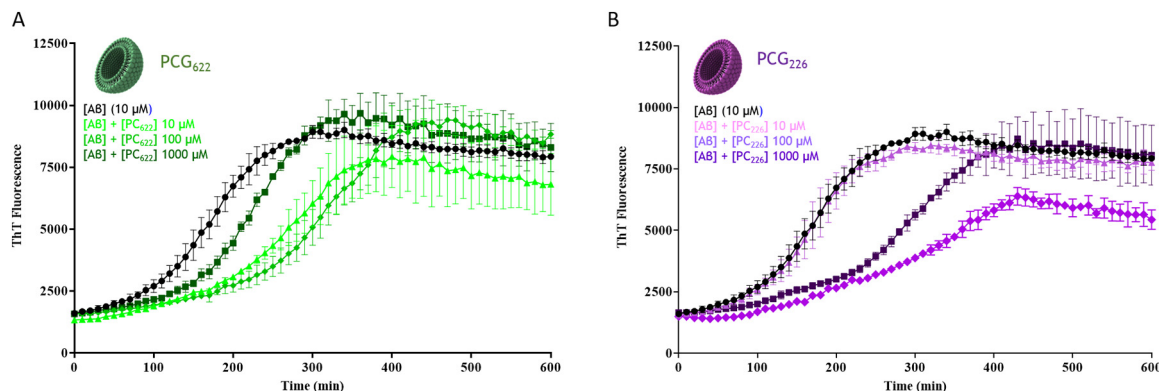 A
PCG₆₂₂
[AB] (10 µM)
[AB] + [PC₆₂₂] 10 µM
[AB] + [PC₆₂₂] 100 µM
[AB] + [PC₆₂₂] 1000 µM
ThT Fluorescence
12500
10000
7500
5000
2500
0
0 100 200 300 400 500 600
Time (min)
B
PCG₂₂₆
[AB] (10 µM)
[AB] + [PC₂₂₆] 10 µM
[AB] + [PC₂₂₆] 100 µM
[AB] + [PC₂₂₆] 1000 µM
ThT Fluorescence
12500
10000
7500
5000
2500
0
0 100 200 300 400 500 600
Time (min)